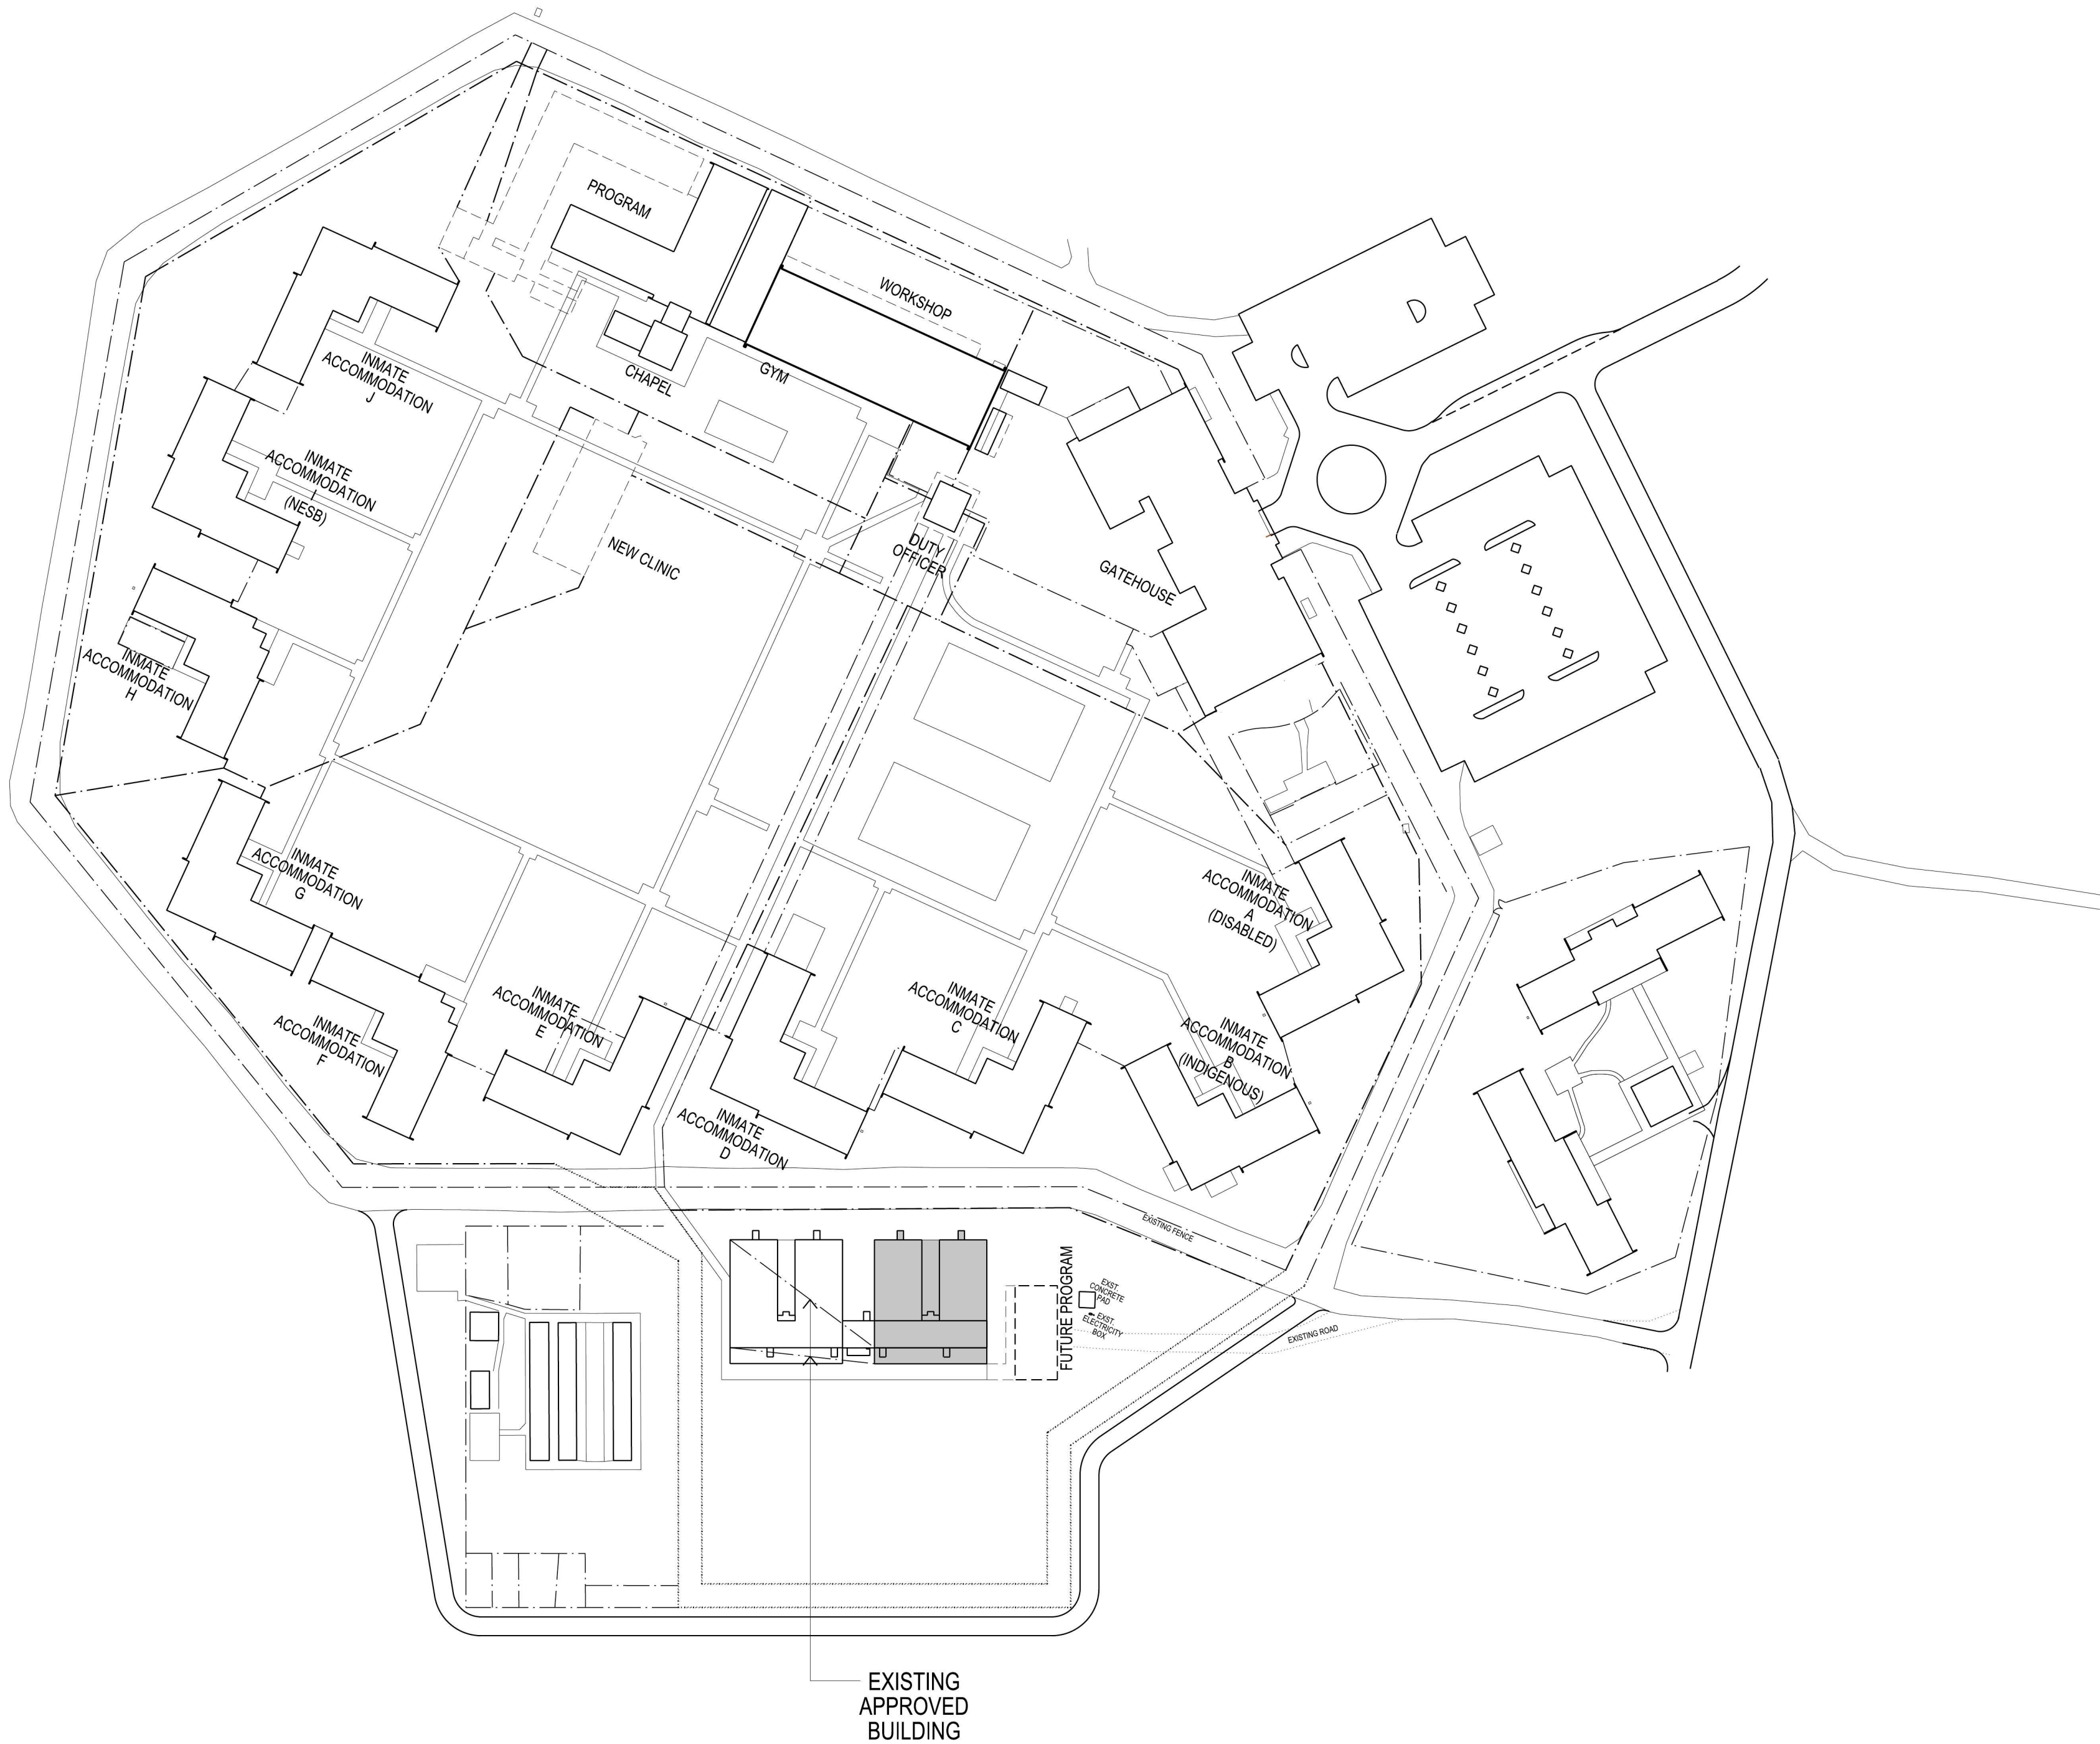 PROGRAM
WORKSHOP
CHAPEL
GYM
INMATE
ACCOMMODATION
J
INMATE
ACCOMMODATION
I
(NESB)
NEW CLINIC
DUTY
OFFICER
GATEHOUSE
INMATE
ACCOMMODATION
H
INMATE
ACCOMMODATION
G
INMATE
ACCOMMODATION
A
(DISABLED)
INMATE
ACCOMMODATION
F
INMATE
ACCOMMODATION
E
INMATE
ACCOMMODATION
C
INMATE
ACCOMMODATION
B
(INDIGENOUS)
INMATE
ACCOMMODATION
D
EXISTING FENCE
FUTURE PROGRAM
EXST.
CONCRETE
PAD
EXST.
ELECTRICITY
BOX
EXISTING ROAD
EXISTING
APPROVED
BUILDING